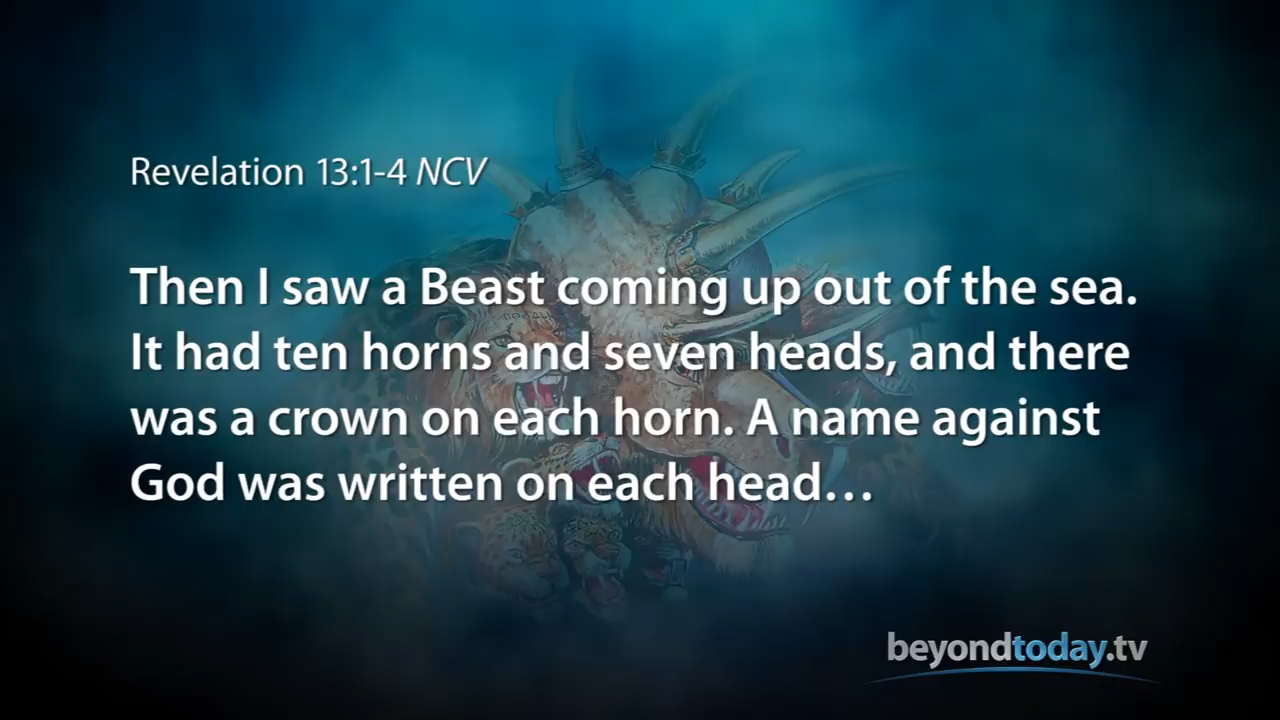 Revelation 13:1-4 NCV
Then I saw a Beast coming up out of the sea.
It had ten horns and seven heads, and there
was a crown on each horn. A name against
God was written on each head…
beyondtoday.tv